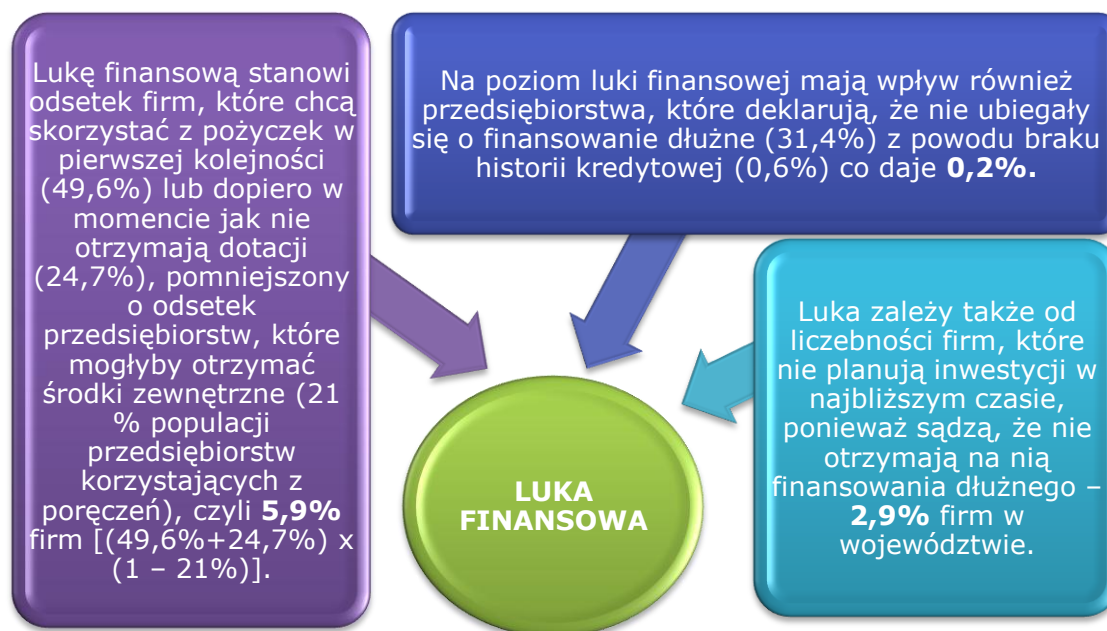 Lukę finansową stanowi
odsetek firm, które chcą
skorzystać z pożyczek w
pierwszej kolejności
(49,6%) lub dopiero w
momencie jak nie
otrzymają dotacji
(24,7%), pomniejszony
o odsetek
przedsiębiorstw, które
mogłyby otrzymać
środki zewnętrzne (21
% populacji
przedsiębiorstw
korzystających z
poręczeń), czyli 5,9%
firm [(49,6%+24,7%) x
(1 – 21%)].
Na poziom luki finansowej mają wpływ również
przedsiębiorstwa, które deklarują, że nie ubiegały
się o finansowanie dłużne (31,4%) z powodu braku
historii kredytowej (0,6%) co daje 0,2%.
Luka zależy także od
liczebności firm, które
nie planują inwestycji w
najbliższym czasie,
ponieważ sądzą, że nie
otrzymają na nią
finansowania dłużnego –
2,9% firm w
województwie.
LUKA
FINANSOWA